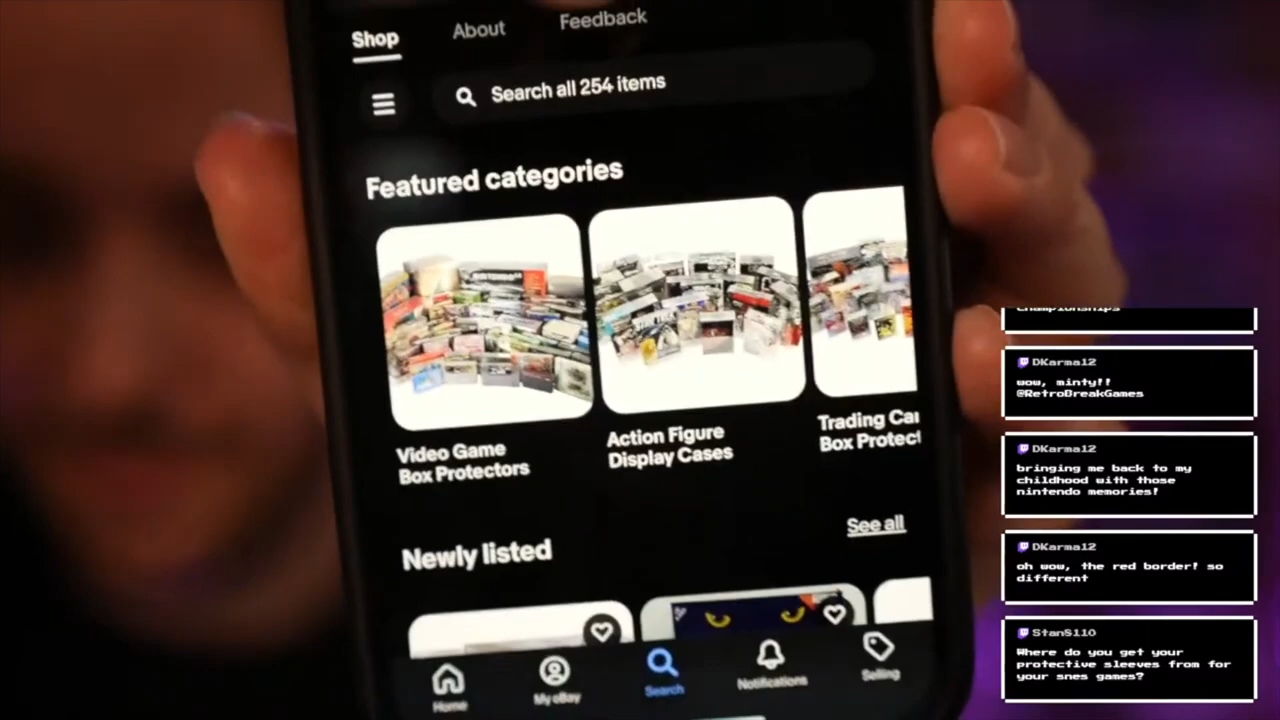 Shop
About
Feedback
Search all 254 items
Featured categories
Video Game
Box Protectors
Action Figure
Display Cases
Trading Car
Box Protect
Newly listed
See all
Home
My eBay
Search
Notifications
Selling
championships
DKarma12
wow, minty!!
@RetroBreakGames
DKarma12
bringing me back to my
childhood with those
nintendo memories!
DKarma12
oh wow, the red border! so
different
Stan8110
Where do you get your
protective sleeves from for
your snes games?